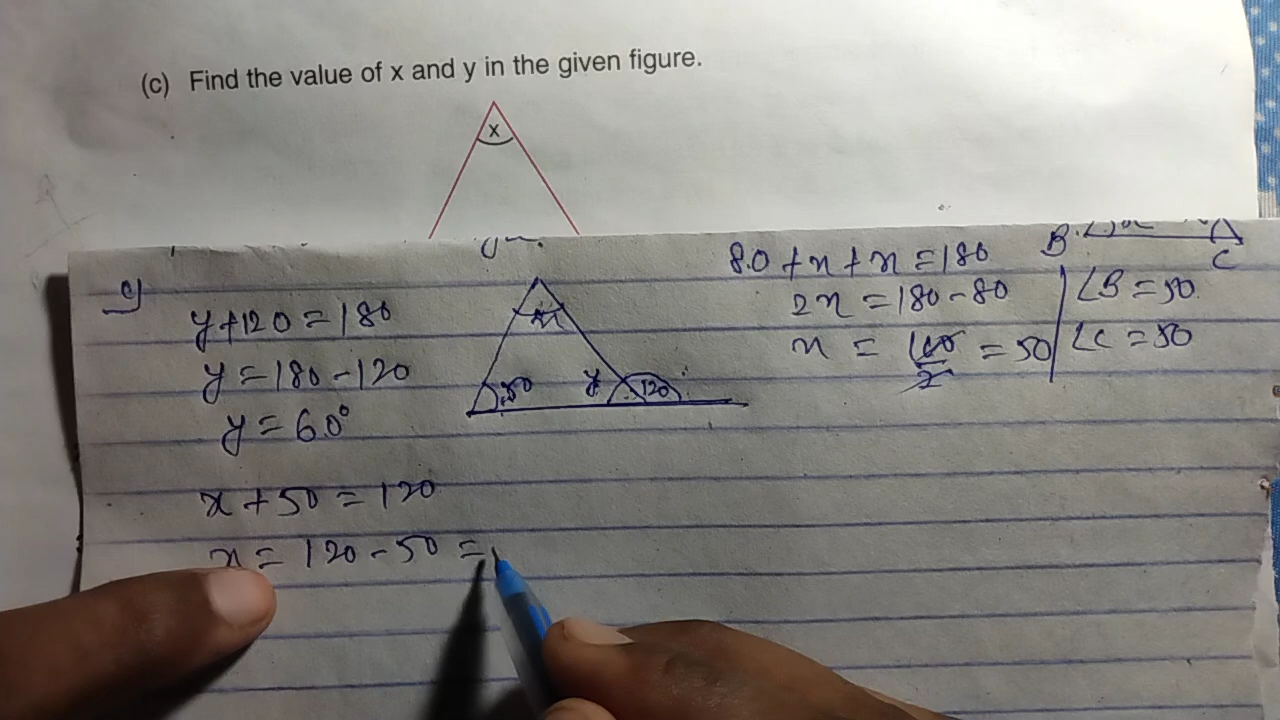 (c) Find the value of x and y in the given figure.
x
c)
y + 120 = 180
y = 180 - 120
y = 60°
x + 50 = 120
x = 120 - 50 =
x
50 y 120
80 + x + x = 180
2x = 180 - 80
x = 100/2 = 50
B
C
∠B = 50
∠C = 50